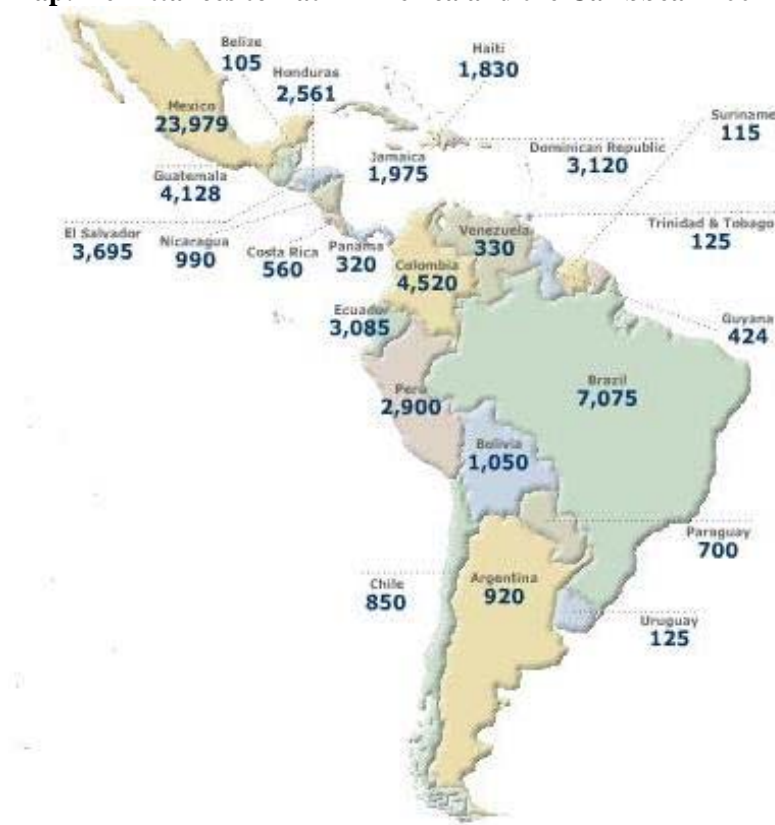 Belize
105
Honduras
2,561
Haiti
1,830
Mexico
23,979
Suriname
115
Jamaica
1,975
Dominican Republic
3,120
Guatemala
4,128
El Salvador
3,695
Nicaragua
990
Costa Rica
560
Panama
320
Venezuela
330
Trinidad & Tobago
125
Colombia
4,520
Ecuador
3,085
Guyana
424
Peru
2,900
Brazil
7,075
Bolivia
1,050
Paraguay
700
Chile
850
Argentina
920
Uruguay
125